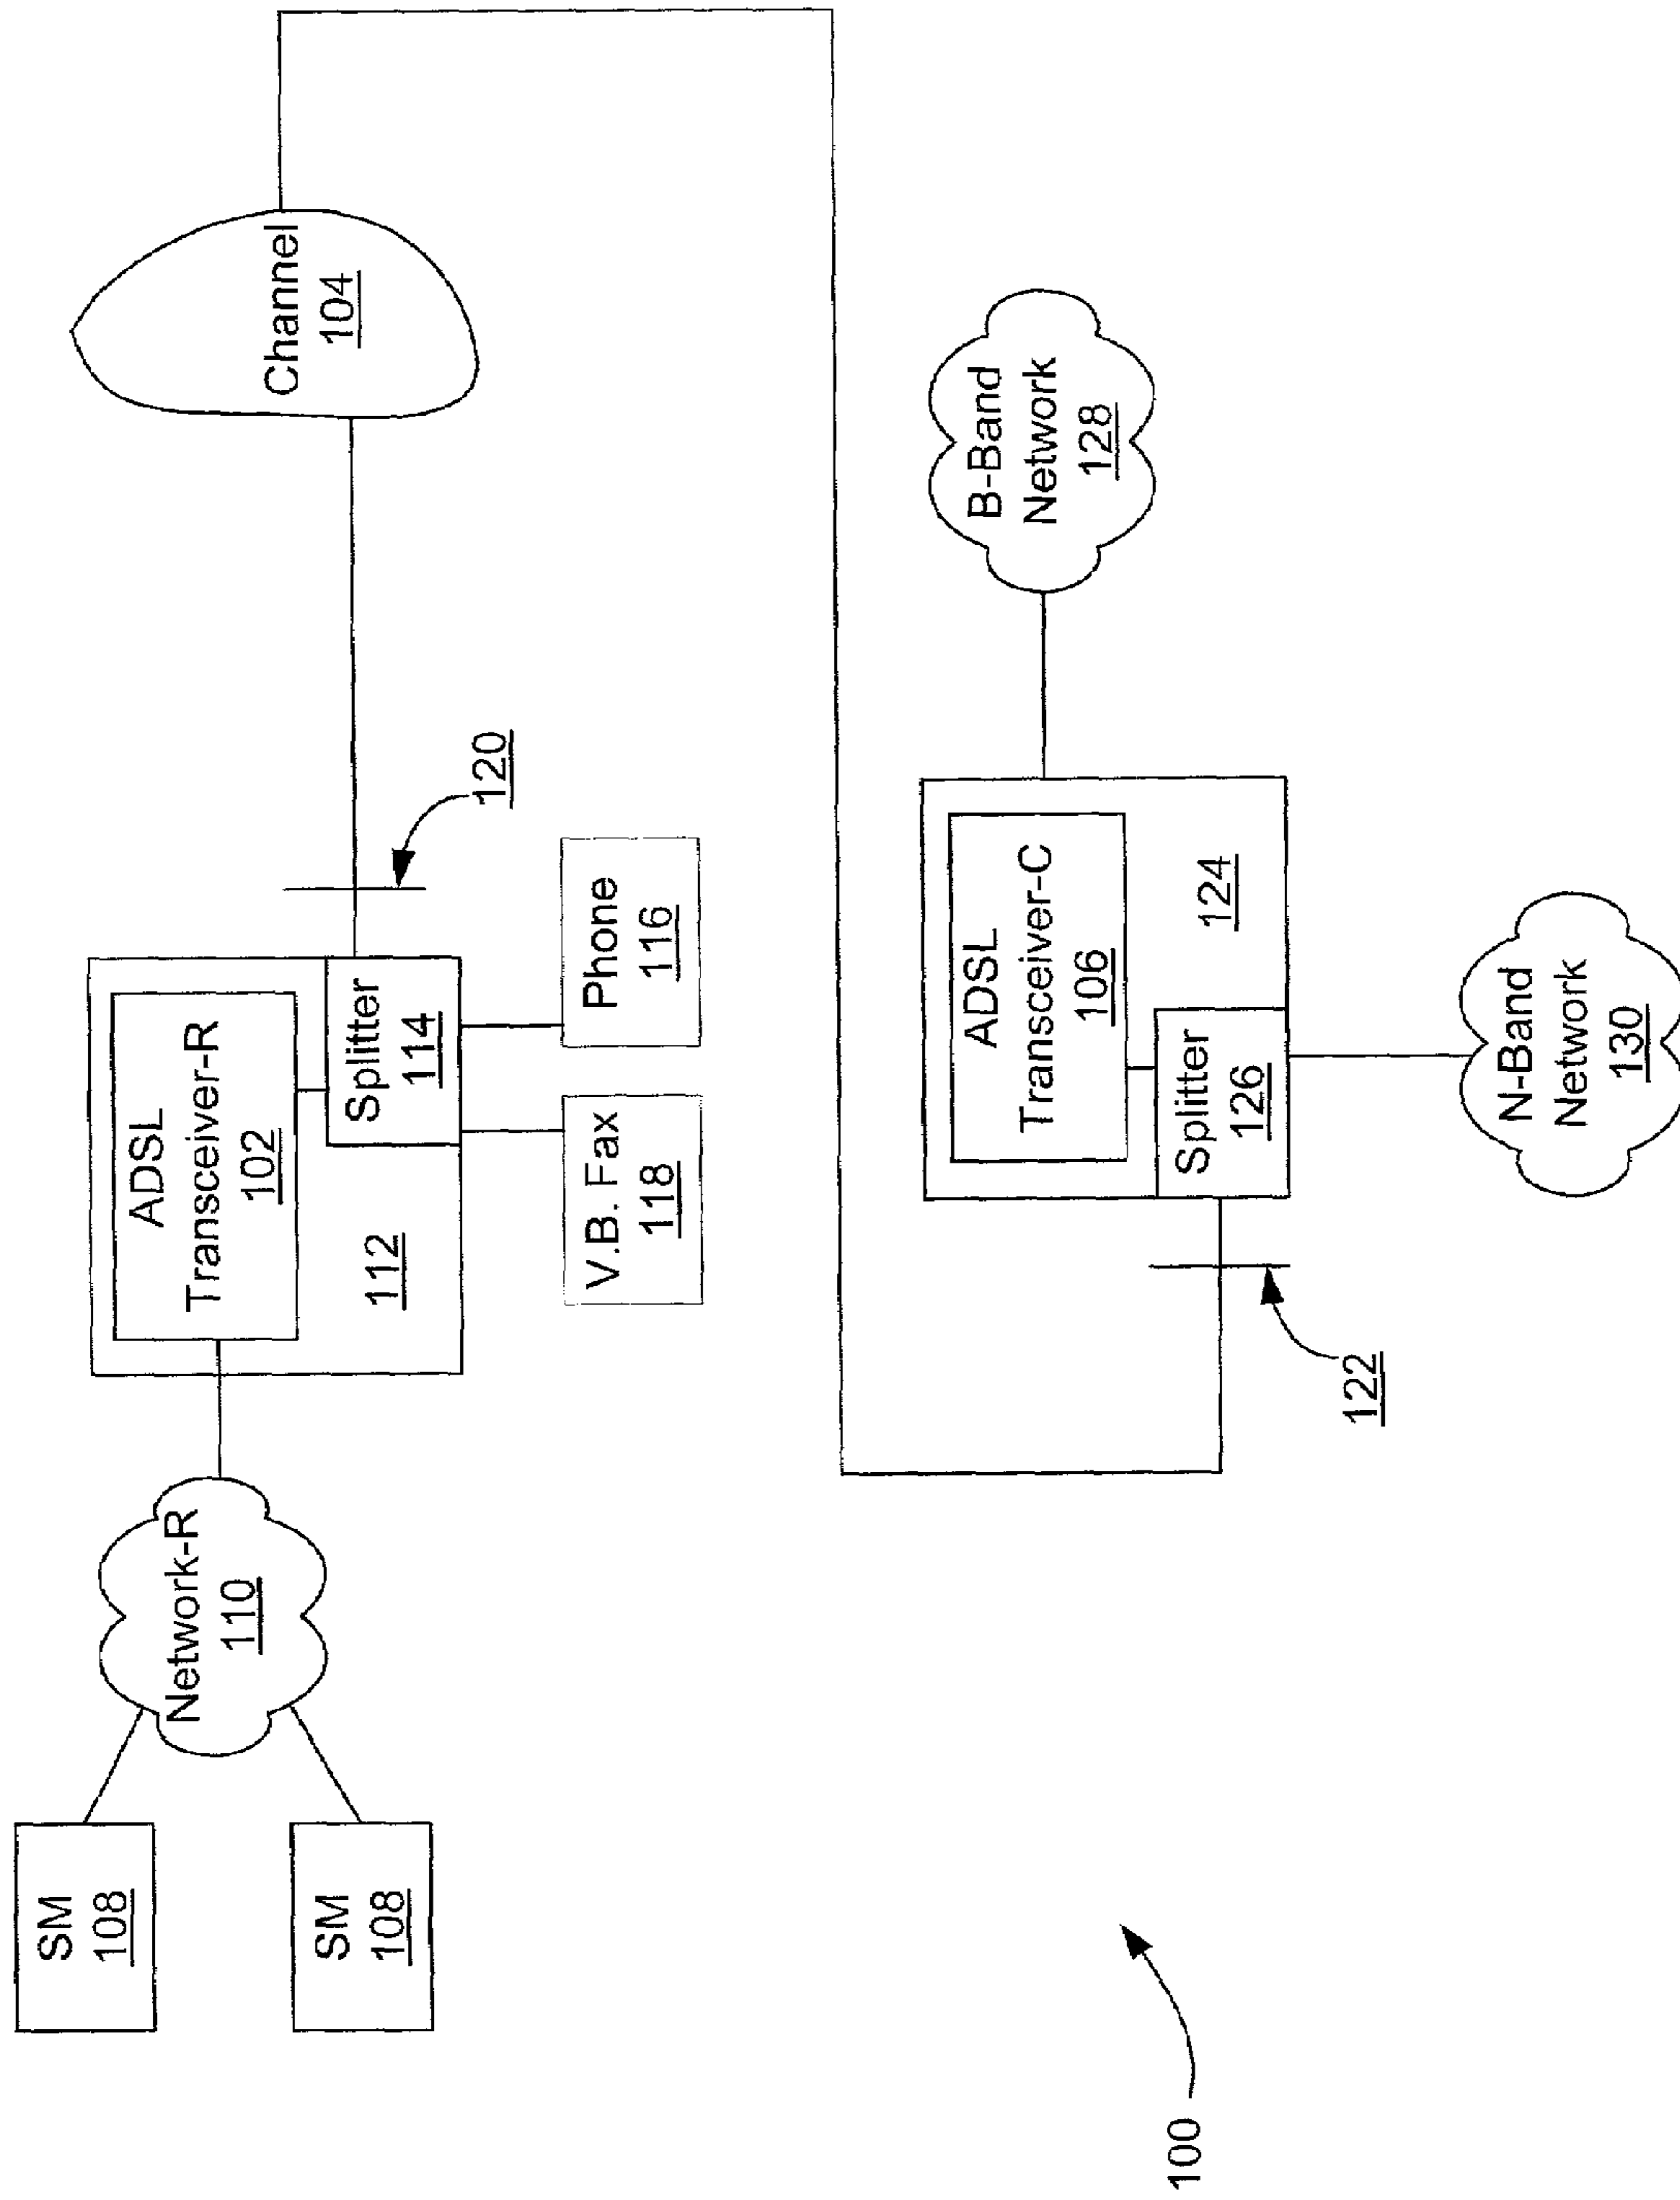 SM
108
SM
108
Network-R
110
ADSL
Transceiver-R
102
112
Splitter
114
V.B. Fax
118
Phone
116
120
Channel
104
122
ADSL
Transceiver-C
106
Splitter
126
124
B-Band
Network
128
N-Band
Network
130
100